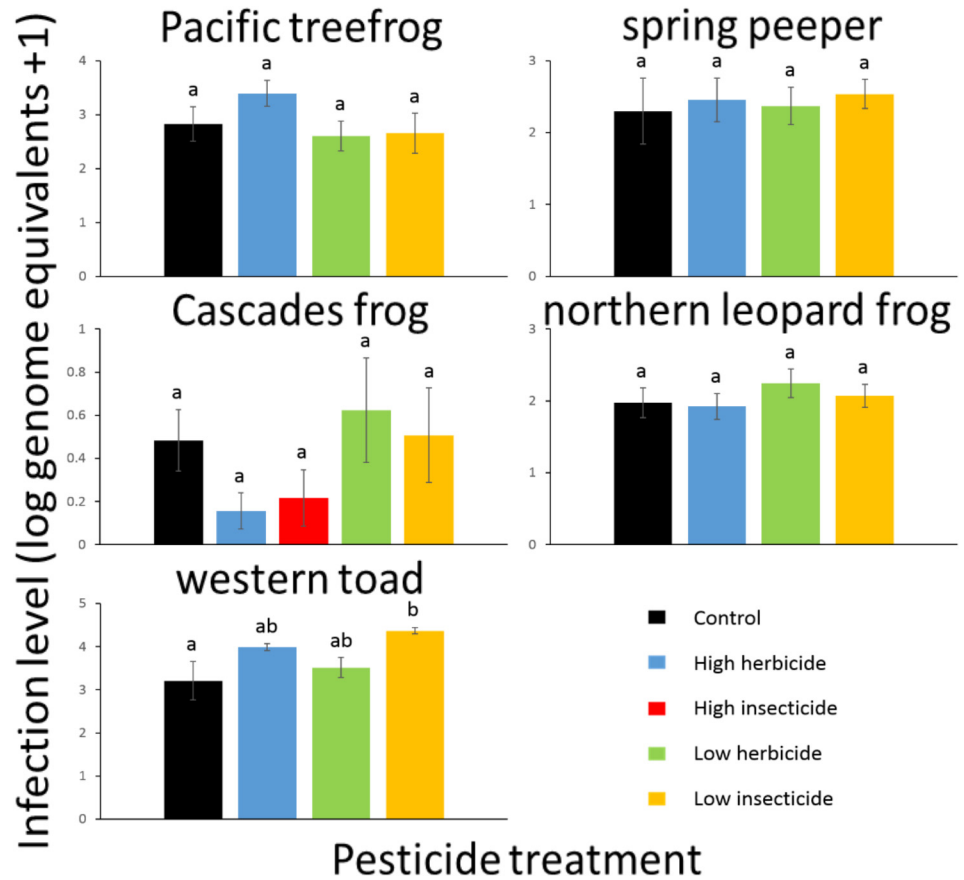 Infection level (log genome equivalents +1)
Pacific treefrog
4
3
2
1
0
a
a
a
a
spring peeper
3
2
1
0
a
a
a
a
Cascades frog
1
0.8
0.6
0.4
0.2
0
a
a
a
a
a
northern leopard frog
3
2
1
0
a
a
a
a
western toad
5
4
3
2
1
0
a
ab
ab
b
Control
High herbicide
High insecticide
Low herbicide
Low insecticide
Pesticide treatment